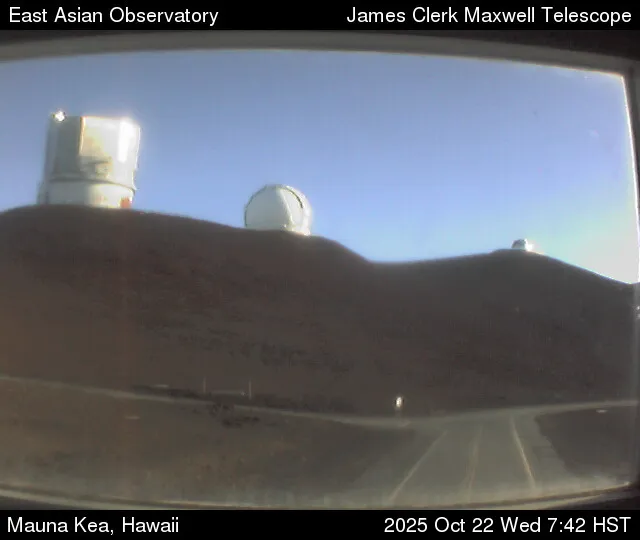 East Asian Observatory
James Clerk Maxwell Telescope
Mauna Kea, Hawaii
2025 Oct 22 Wed 7:42 HST